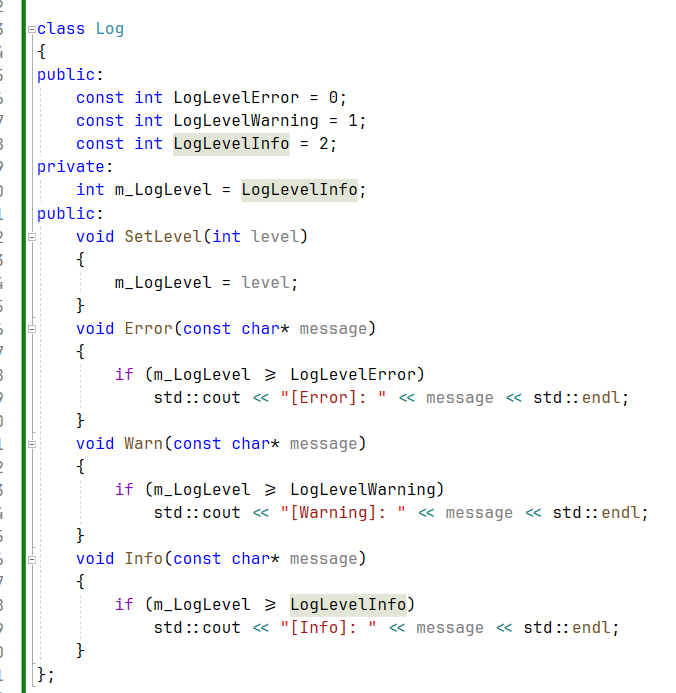 class Log
{
public:
    const int LogLevelError = 0;
    const int LogLevelWarning = 1;
    const int LogLevelInfo = 2;
private:
    int m_LogLevel = LogLevelInfo;
public:
    void SetLevel(int level)
    {
        m_LogLevel = level;
    }
    void Error(const char* message)
    {
        if (m_LogLevel >= LogLevelError)
            std::cout << "[Error]: " << message << std::endl;
    }
    void Warn(const char* message)
    {
        if (m_LogLevel >= LogLevelWarning)
            std::cout << "[Warning]: " << message << std::endl;
    }
    void Info(const char* message)
    {
        if (m_LogLevel >= LogLevelInfo)
            std::cout << "[Info]: " << message << std::endl;
    }
};